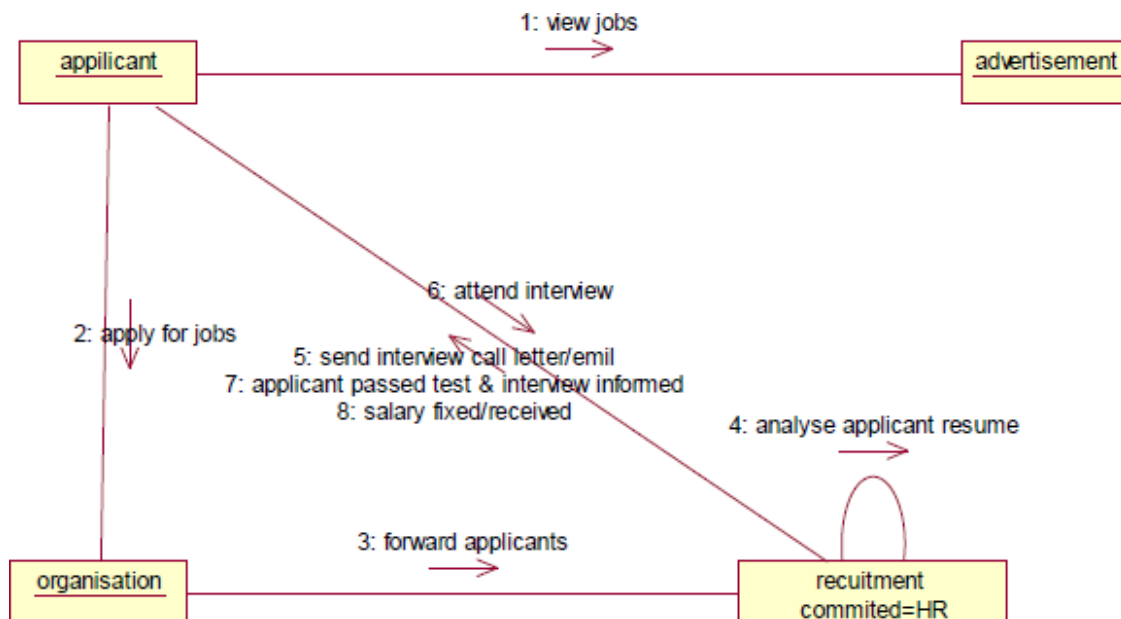 1: view jobs
appilicant
advertisement
6: attend interview
2: apply for jobs
5: send interview call letter/emil
7: applicant passed test & interview informed
8: salary fixed/received
4: analyse applicant resume
3: forward applicants
organisation
recuitment
commited=HR